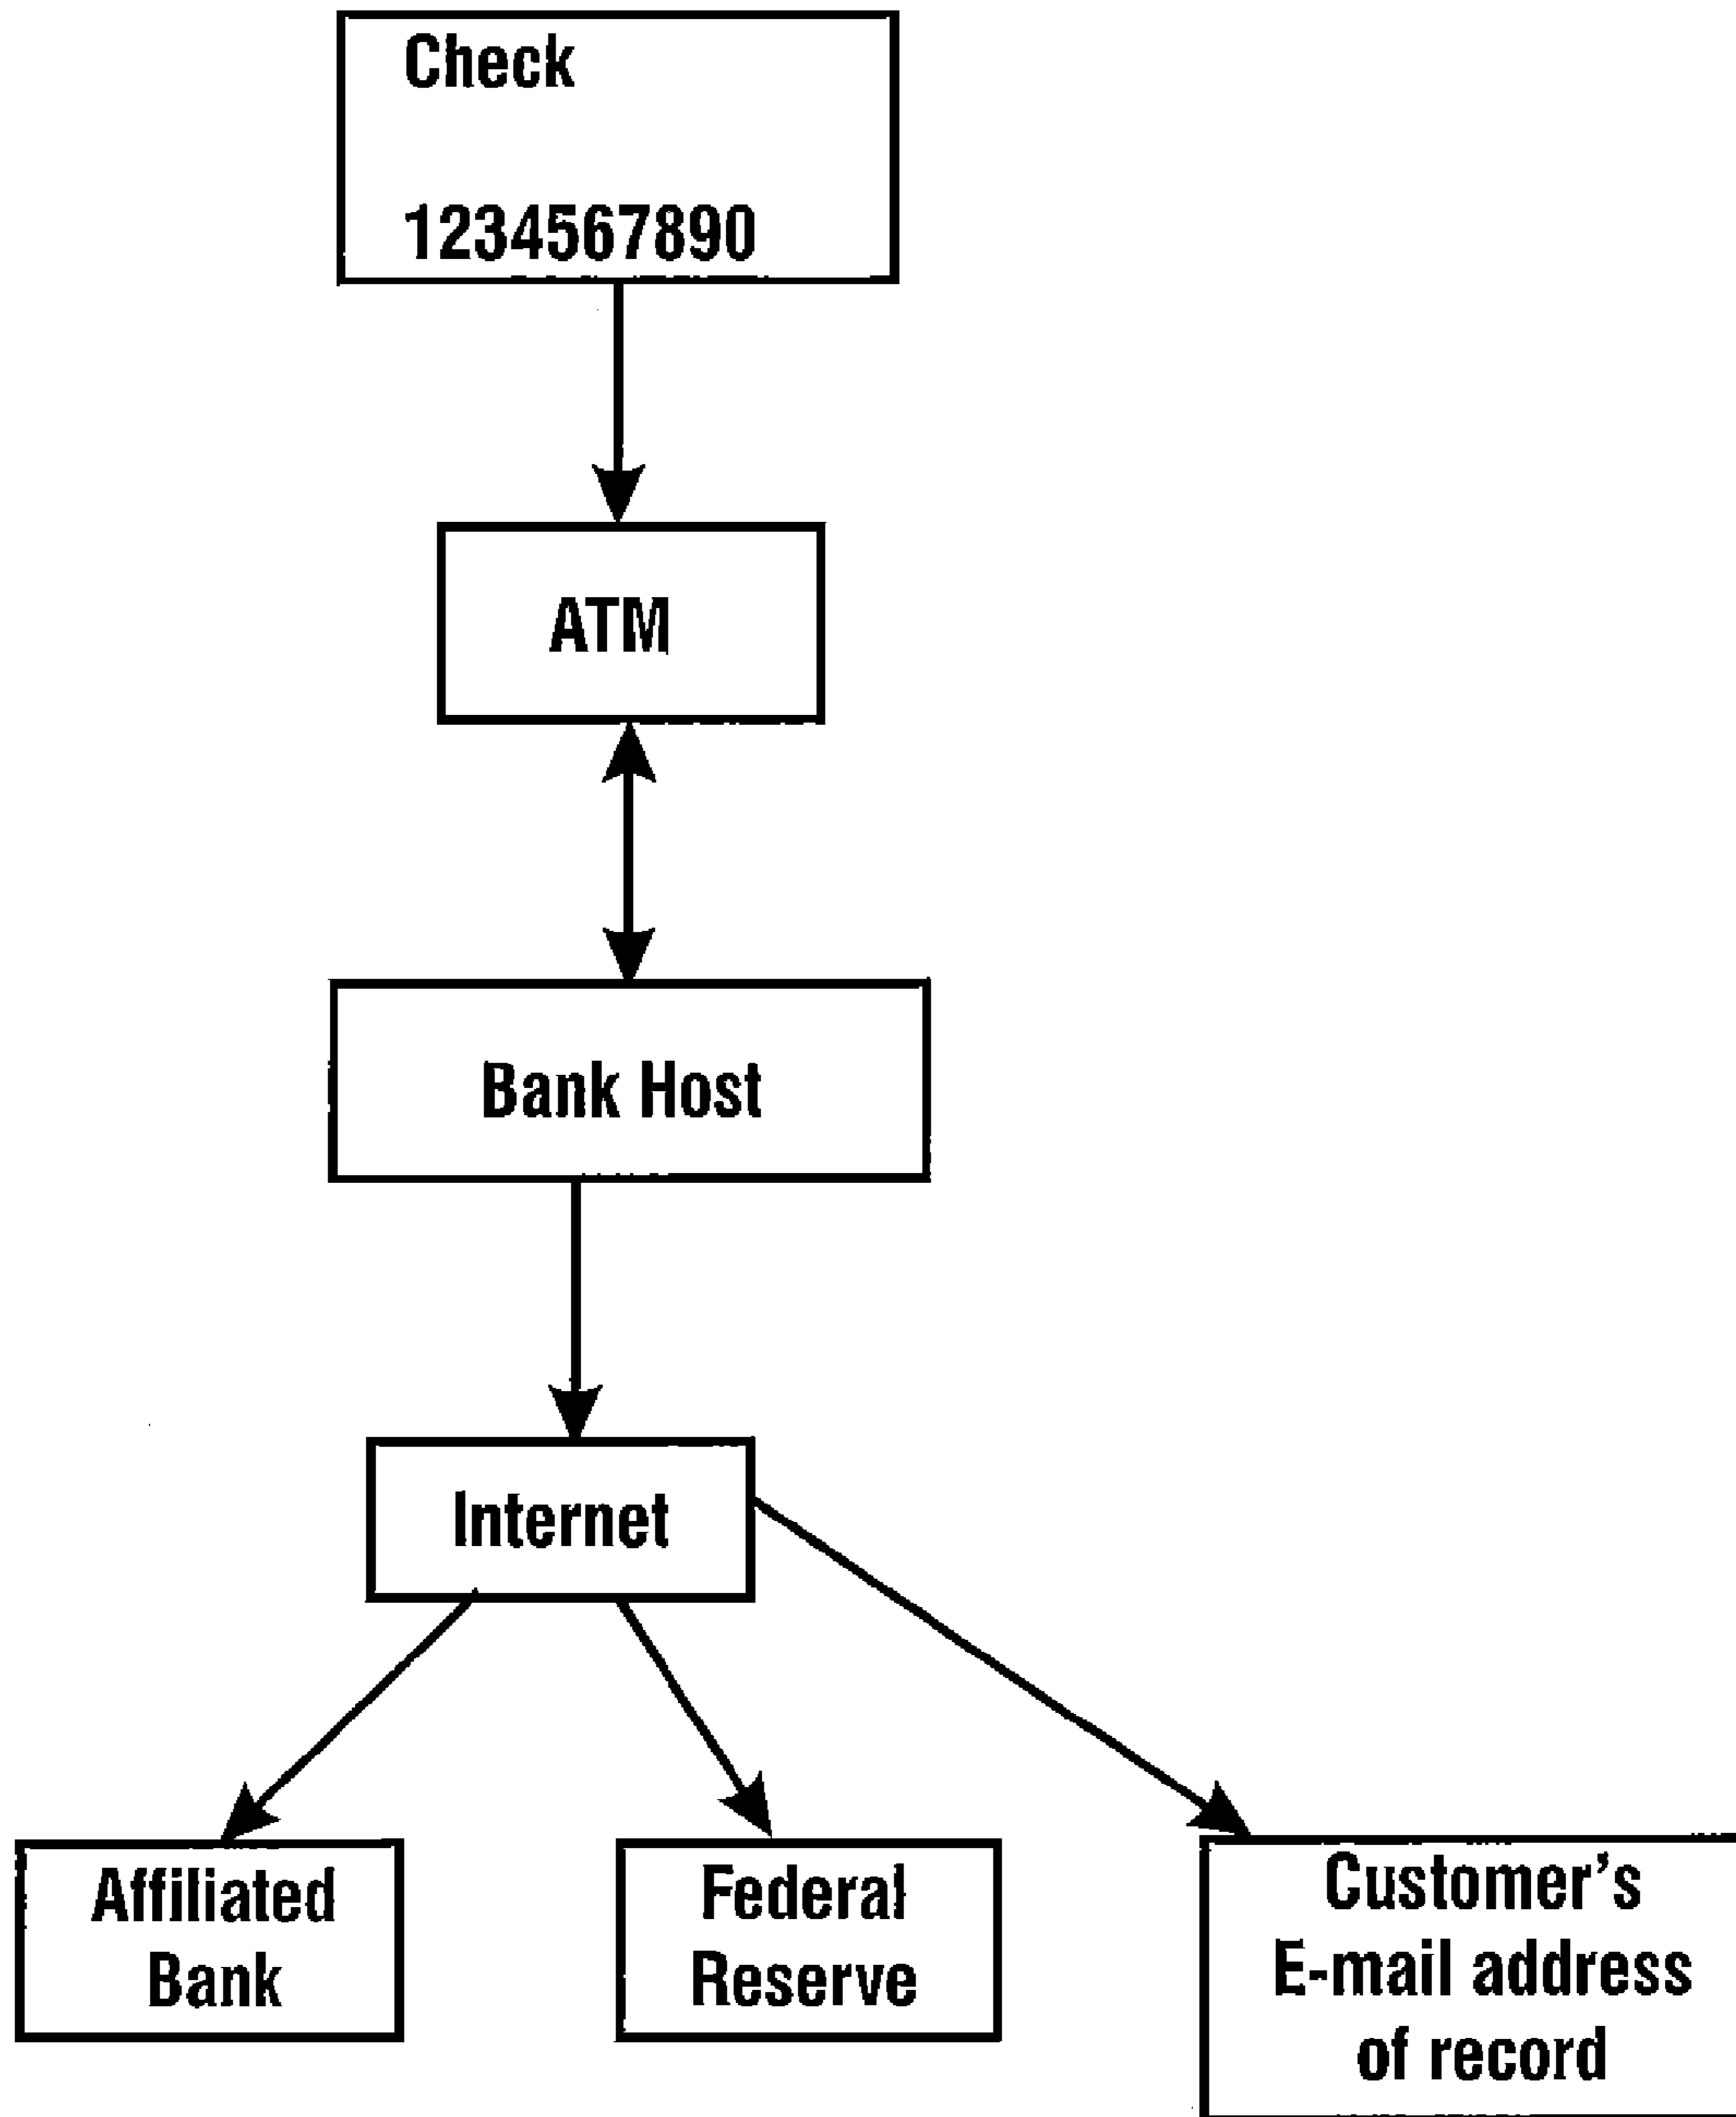 Check
1234567890
ATM
Bank Host
Internet
Affiliated
Bank
Federal
Reserve
Customer's
E-mail address
of record